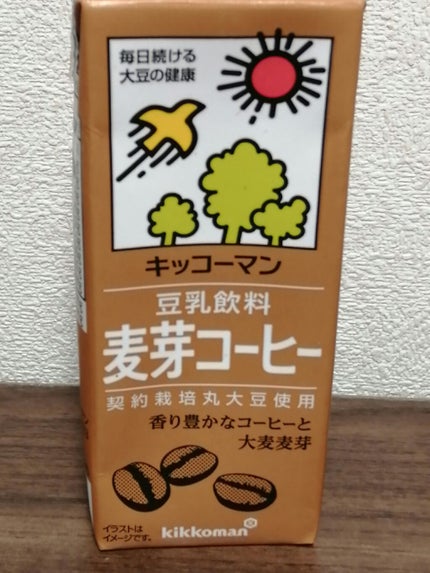 毎日続ける
大豆の健康
キッコーマン
豆乳飲料
麦芽コーヒー
契約栽培丸大豆使用
香り豊かなコーヒーと
大麦麦芽
イラストは
イメージです。
kikkoman